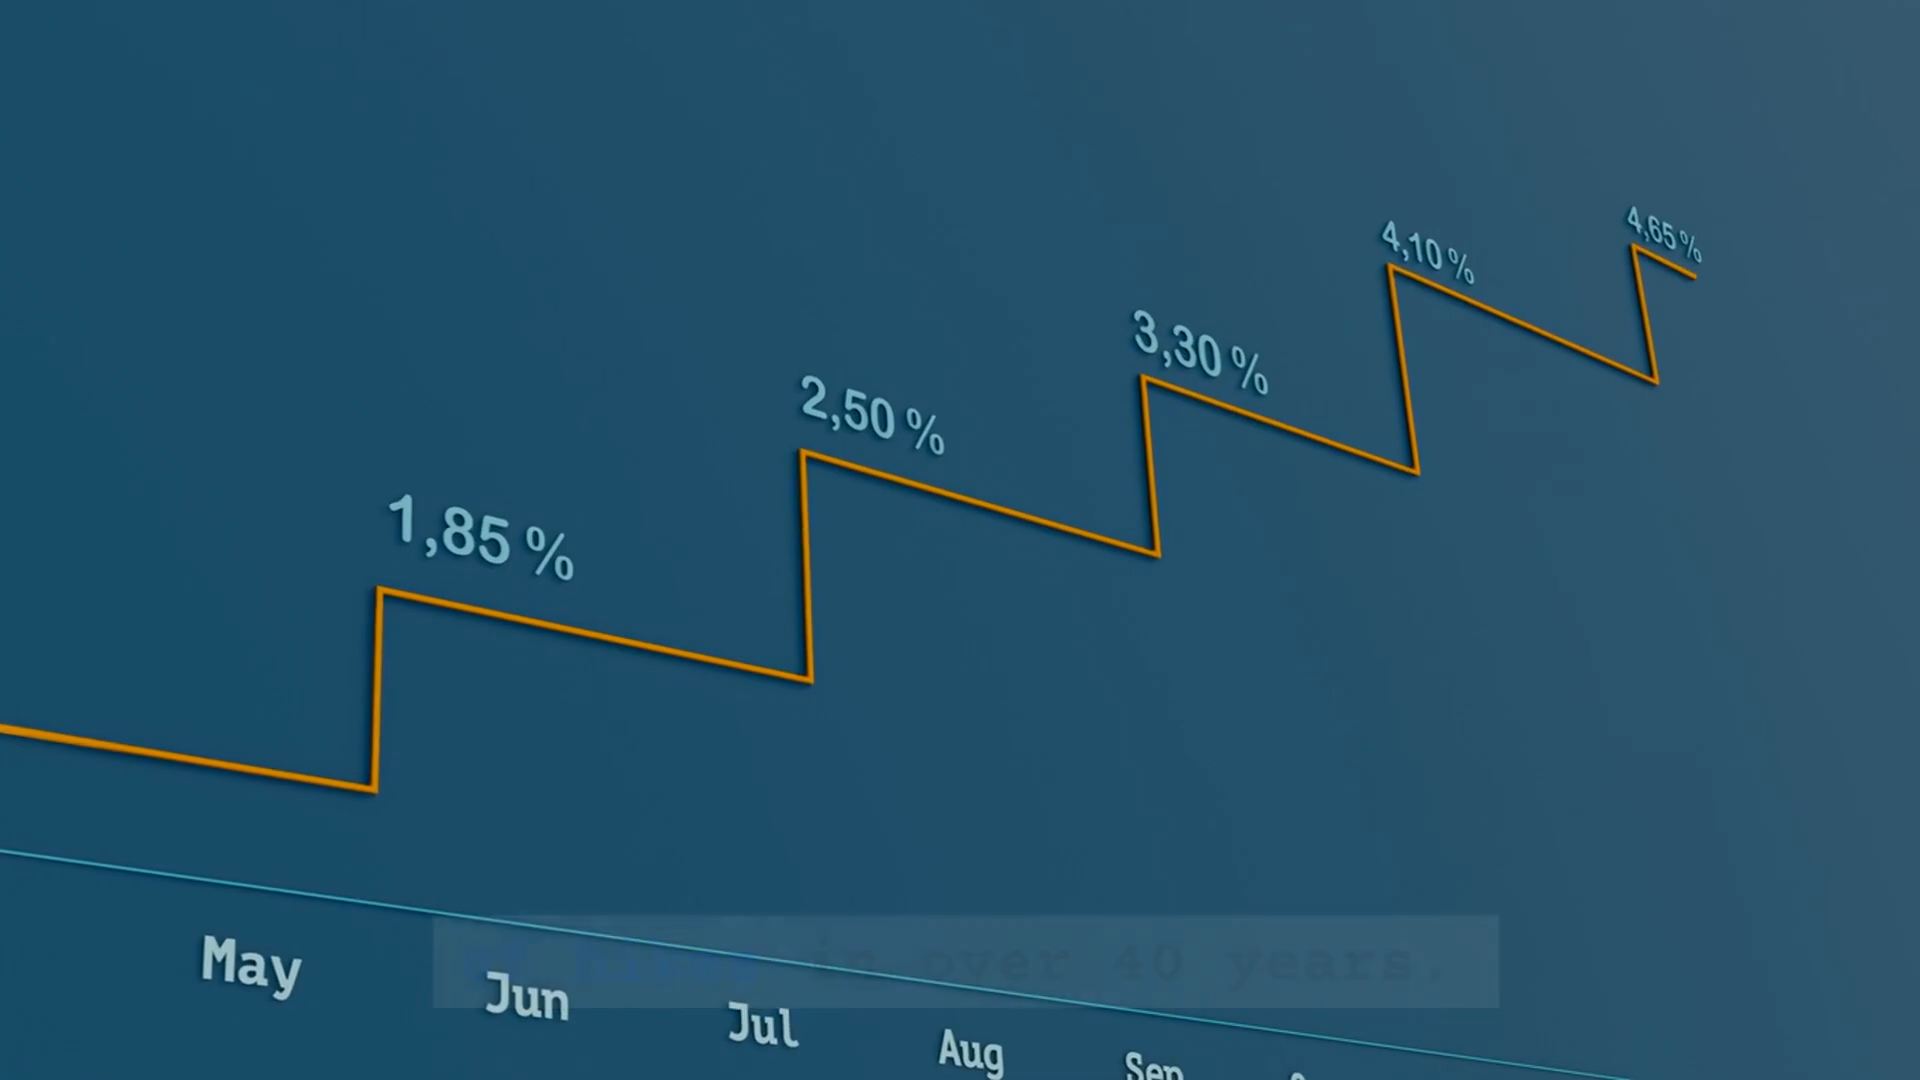 4,65 %
4,10 %
3,30 %
2,50 %
1,85 %
in over 40 years.
May
Jun
Jul
Aug
Sep